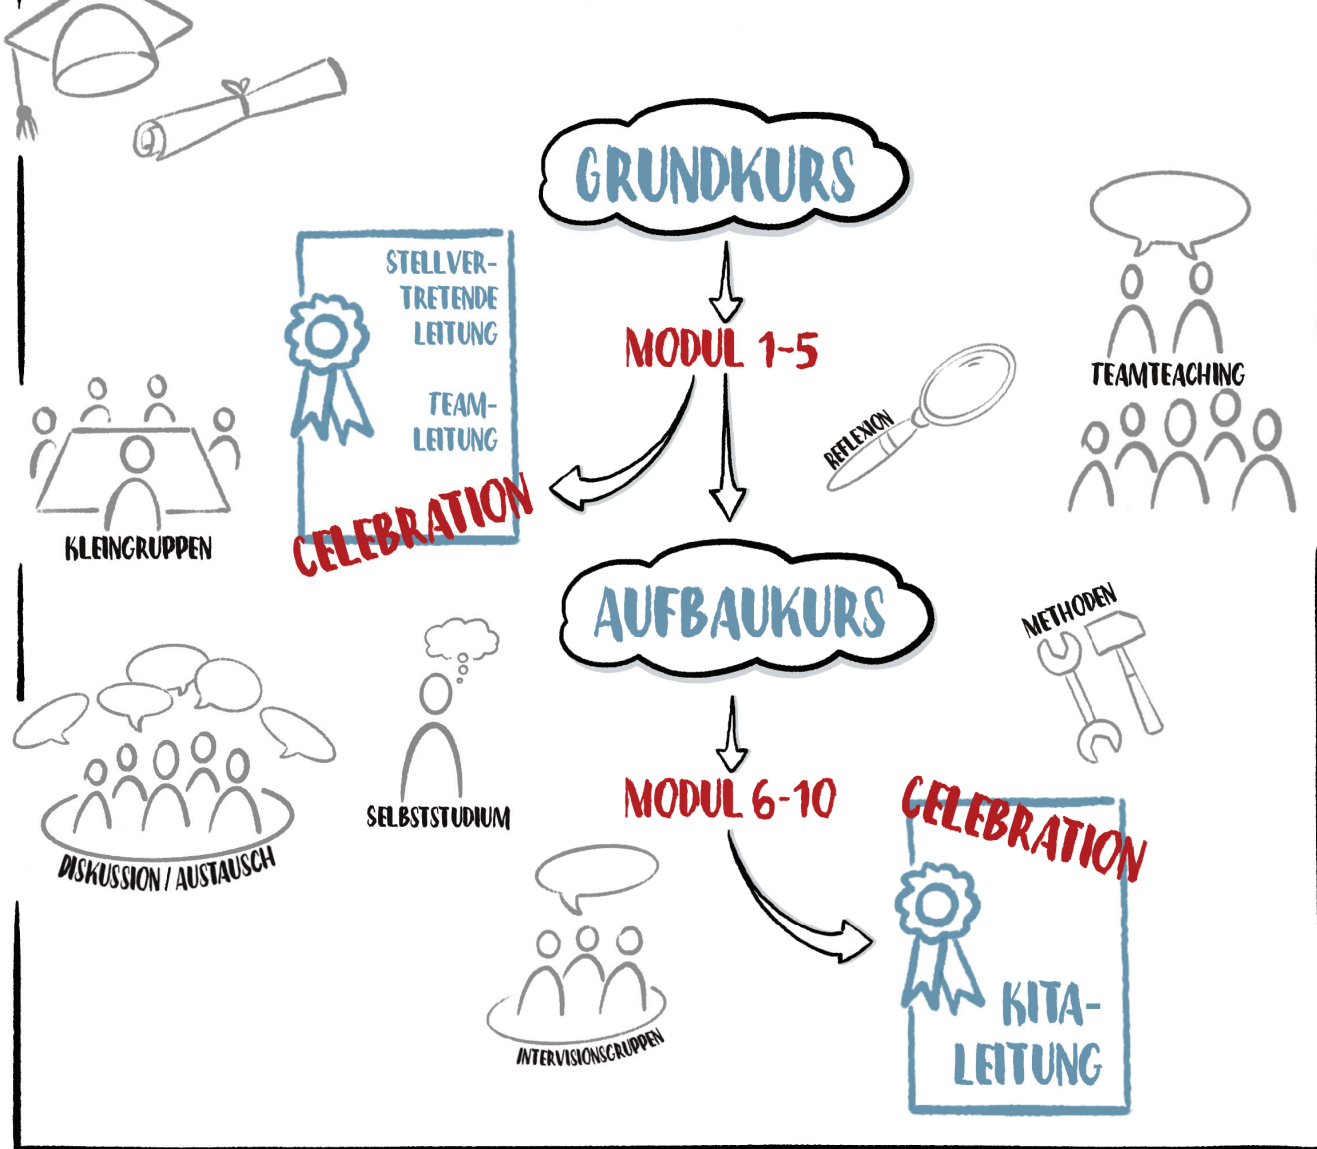 GRUNDKURS
STELLVER-
TRETENDE
LEITUNG
TEAM-
LEITUNG
CELEBRATION
MODUL 1-5
REFLEXION
TEAMTEACHING
KLEINGRUPPEN
AUFBAUKURS
METHODEN
DISKUSSION / AUSTAUSCH
SELBSTSTUDIUM
MODUL 6-10
CELEBRATION
KITA-
LEITUNG
INTERVISIONSGRUPPEN